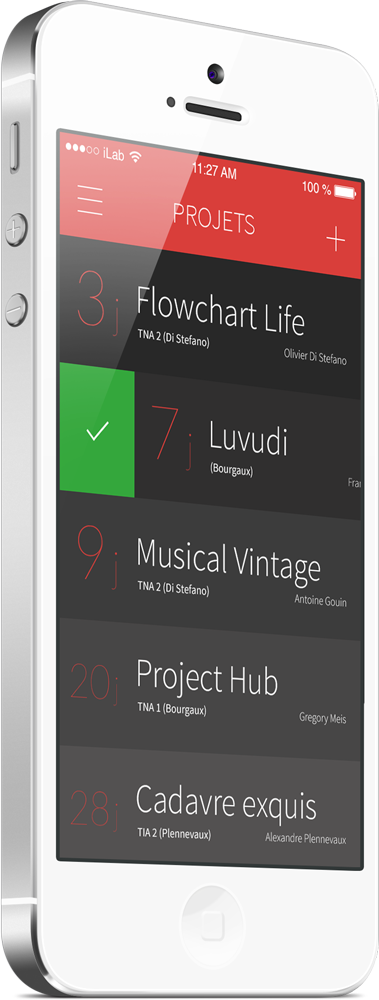 iLab 11:27 AM 100 %
PROJETS
3j Flowchart Life
TNA 2 (Di Stefano)
Olivier Di Stefano
7j Luvudi
(Bourgaux)
Fra
9j Musical Vintage
TNA 2 (Di Stefano)
Antoine Gouin
20j Project Hub
TNA 1 (Bourgaux)
Gregory Meis
28j Cadavre exquis
TIA 2 (Plennevaux)
Alexandre Plennevaux